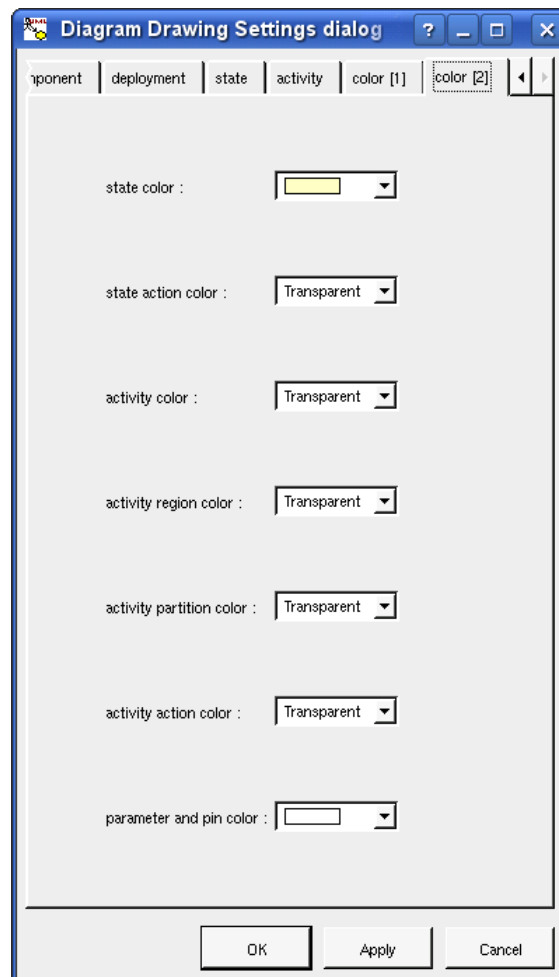 Diagram Drawing Settings dialog
deployment state activity color [1] color [2]
state color :
state action color : Transparent
activity color : Transparent
activity region color : Transparent
activity partition color : Transparent
activity action color : Transparent
parameter and pin color :
OK Apply Cancel